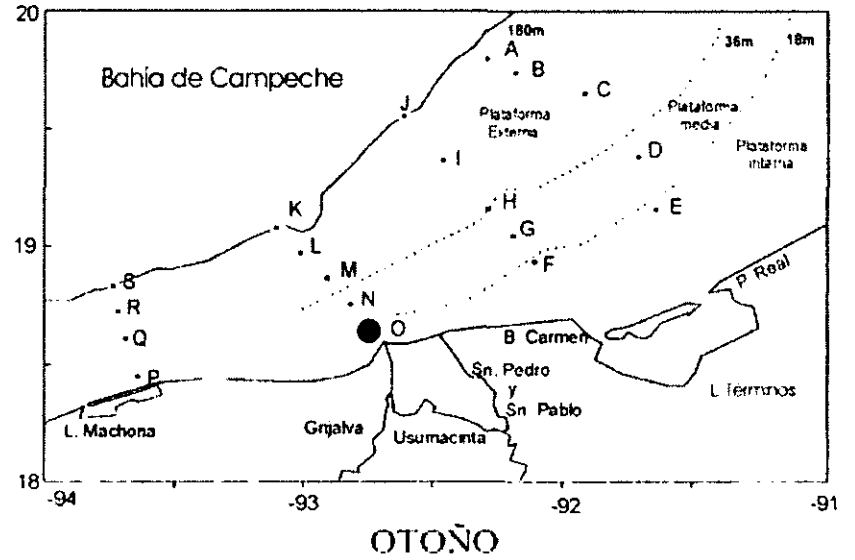 20
180m
A
B
36m
18m
Bahía de Campeche
C
J
Plataforma
Externa
Plataforma
media
I
D
Plataforma
interna
H
E
K
G
19
L
F
M
S
N
P. Real
R
O
Q
B Carmen
P
Sn. Pedro
y
Sn Pablo
L Términos
L. Machona
Grijalva
Usumacinta
18
-94
-93
-92
-91
OTOÑO